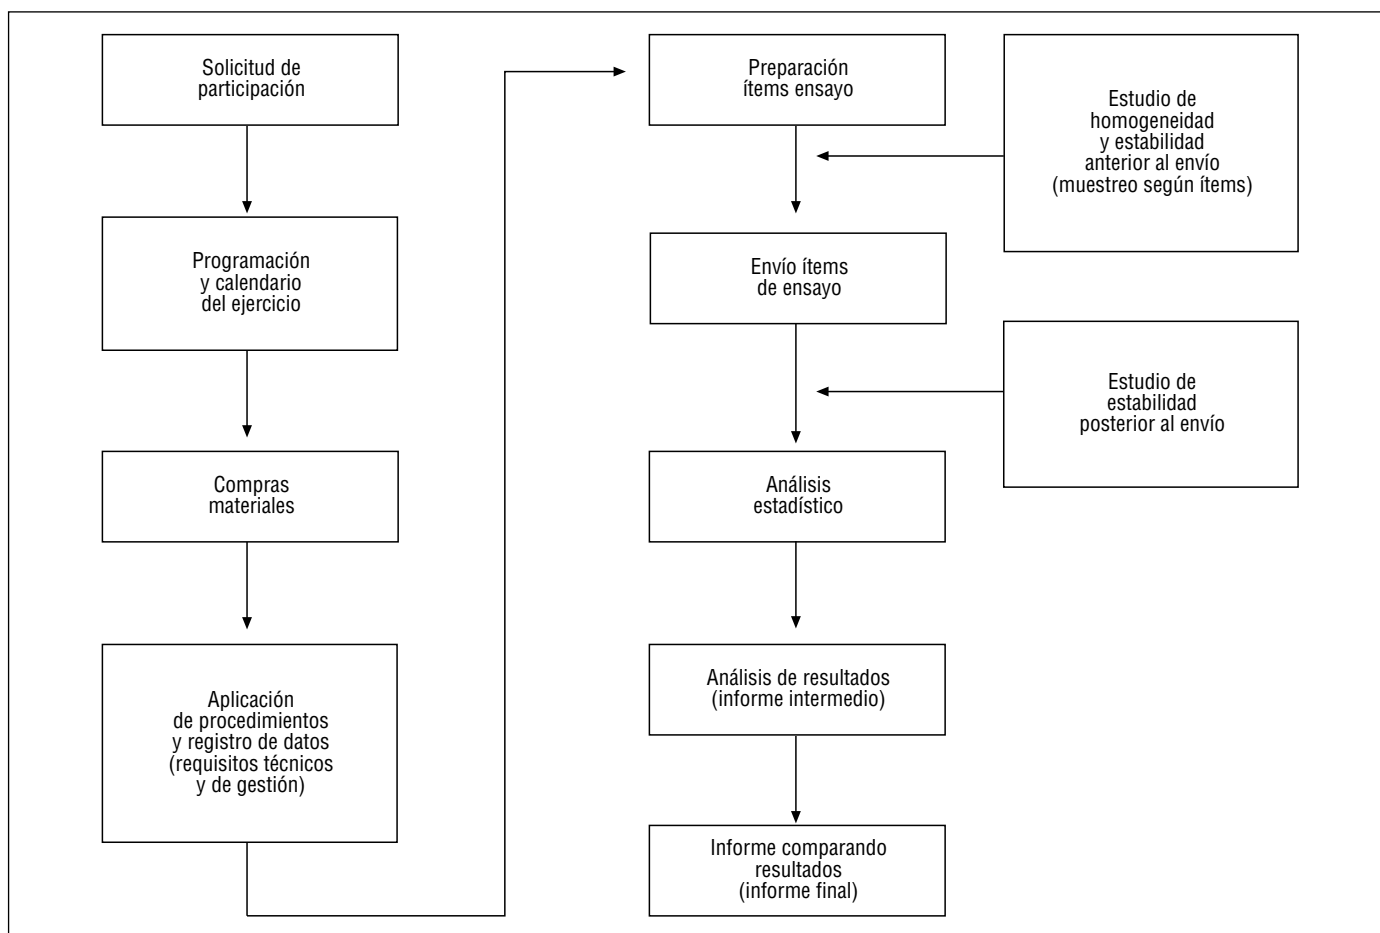 Solicitud de
participación
Programación
y calendario
del ejercicio
Compras
materiales
Aplicación
de procedimientos
y registro de datos
(requisitos técnicos
y de gestión)
Preparación
ítems ensayo
Estudio de
homogeneidad
y estabilidad
anterior al envío
(muestreo según ítems)
Envío ítems
de ensayo
Estudio de
estabilidad
posterior al envío
Análisis
estadístico
Análisis de resultados
(informe intermedio)
Informe comparando
resultados
(informe final)